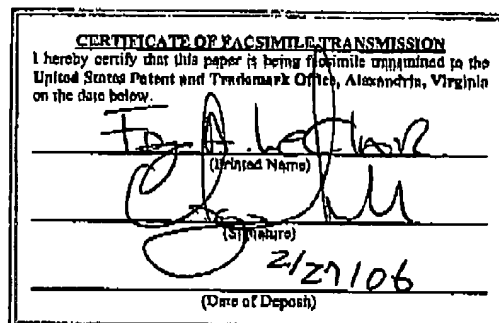 CERTIFICATE OF FACSIMILE TRANSMISSION
I hereby certify that this paper is being facsimile transmitted to the
United States Patent and Trademark Office, Alexandria, Virginia
on the date below.
(Printed Name)
(Signature)
2/27/06
(Date of Deposit)